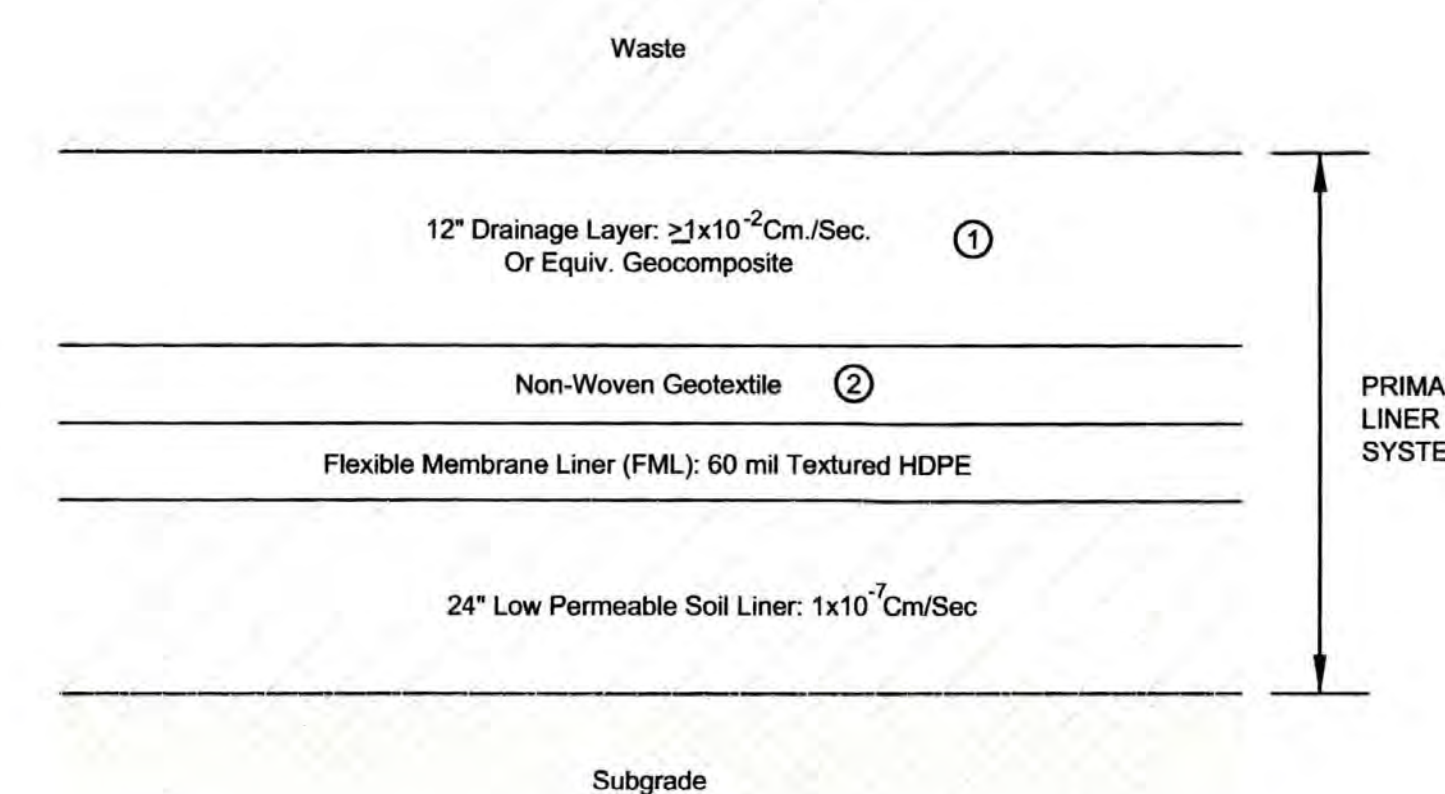 Waste
12" Drainage Layer: ≥1x10⁻²Cm./Sec. ①
Or Equiv. Geocomposite
Non-Woven Geotextile ②
Flexible Membrane Liner (FML): 60 mil Textured HDPE
24" Low Permeable Soil Liner: 1x10⁻⁷Cm/Sec
Subgrade
PRIMA
LINER
SYSTE